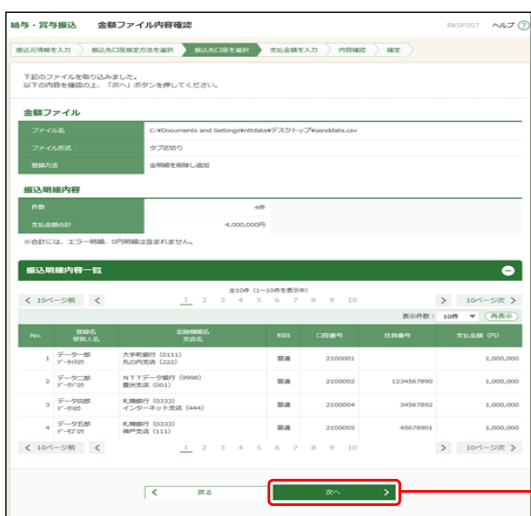 給与・賞与振込 金額ファイル内容確認 BKSF007 ヘルプ ?
振込元情報を入力 振込先口座指定方法を選択 振込先口座を選択 支払金額を入力 内容確認 確定
下記のファイルを取り込みました。
以下の内容を確認の上、「次へ」ボタンを押してください。
金額ファイル
ファイル名 C:¥Documents and Settings¥nttdata¥デスクトップ¥senddata.csv
ファイル形式 タブ区切り
登録方法 全明細を削除し追加
振込明細内容
件数 4件
支払金額合計 4,000,000円
※合計には、エラー明細、0円明細は含まれません。
振込明細内容一覧
全10件 (1~10件を表示中)
10ページ前 1 2 3 4 5 6 7 8 9 10 10ページ次
表示件数: 10件 再表示
No. 登録名 金融機関名 科目 口座番号 社員番号 支払金額 (円)
受取人名 支店名
1 データ一郎 大手町銀行 (0111) 普通 2100001 1,000,000
丸の内支店 (222)
2 データ二郎 NTTデータ銀行 (9998) 普通 2100002 1234567890 1,000,000
豊洲支店 (001)
3 データ四郎 札幌銀行 (0333) 普通 2100004 34567892 1,000,000
インターネット支店 (444)
4 データ五郎 札幌銀行 (0333) 普通 2100005 45678901 1,000,000
神戸支店 (111)
10ページ前 1 2 3 4 5 6 7 8 9 10 10ページ次
戻る 次へ